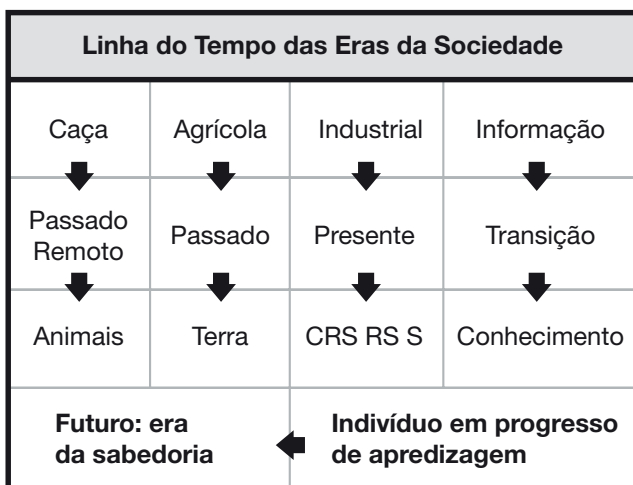 Linha do Tempo das Eras da Sociedade
Caça Agrícola Industrial Informação
Passado Remoto Passado Presente Transição
Animais Terra CRS RS S Conhecimento
Futuro: era
da sabedoria
Indivíduo em progresso
de apredizagem